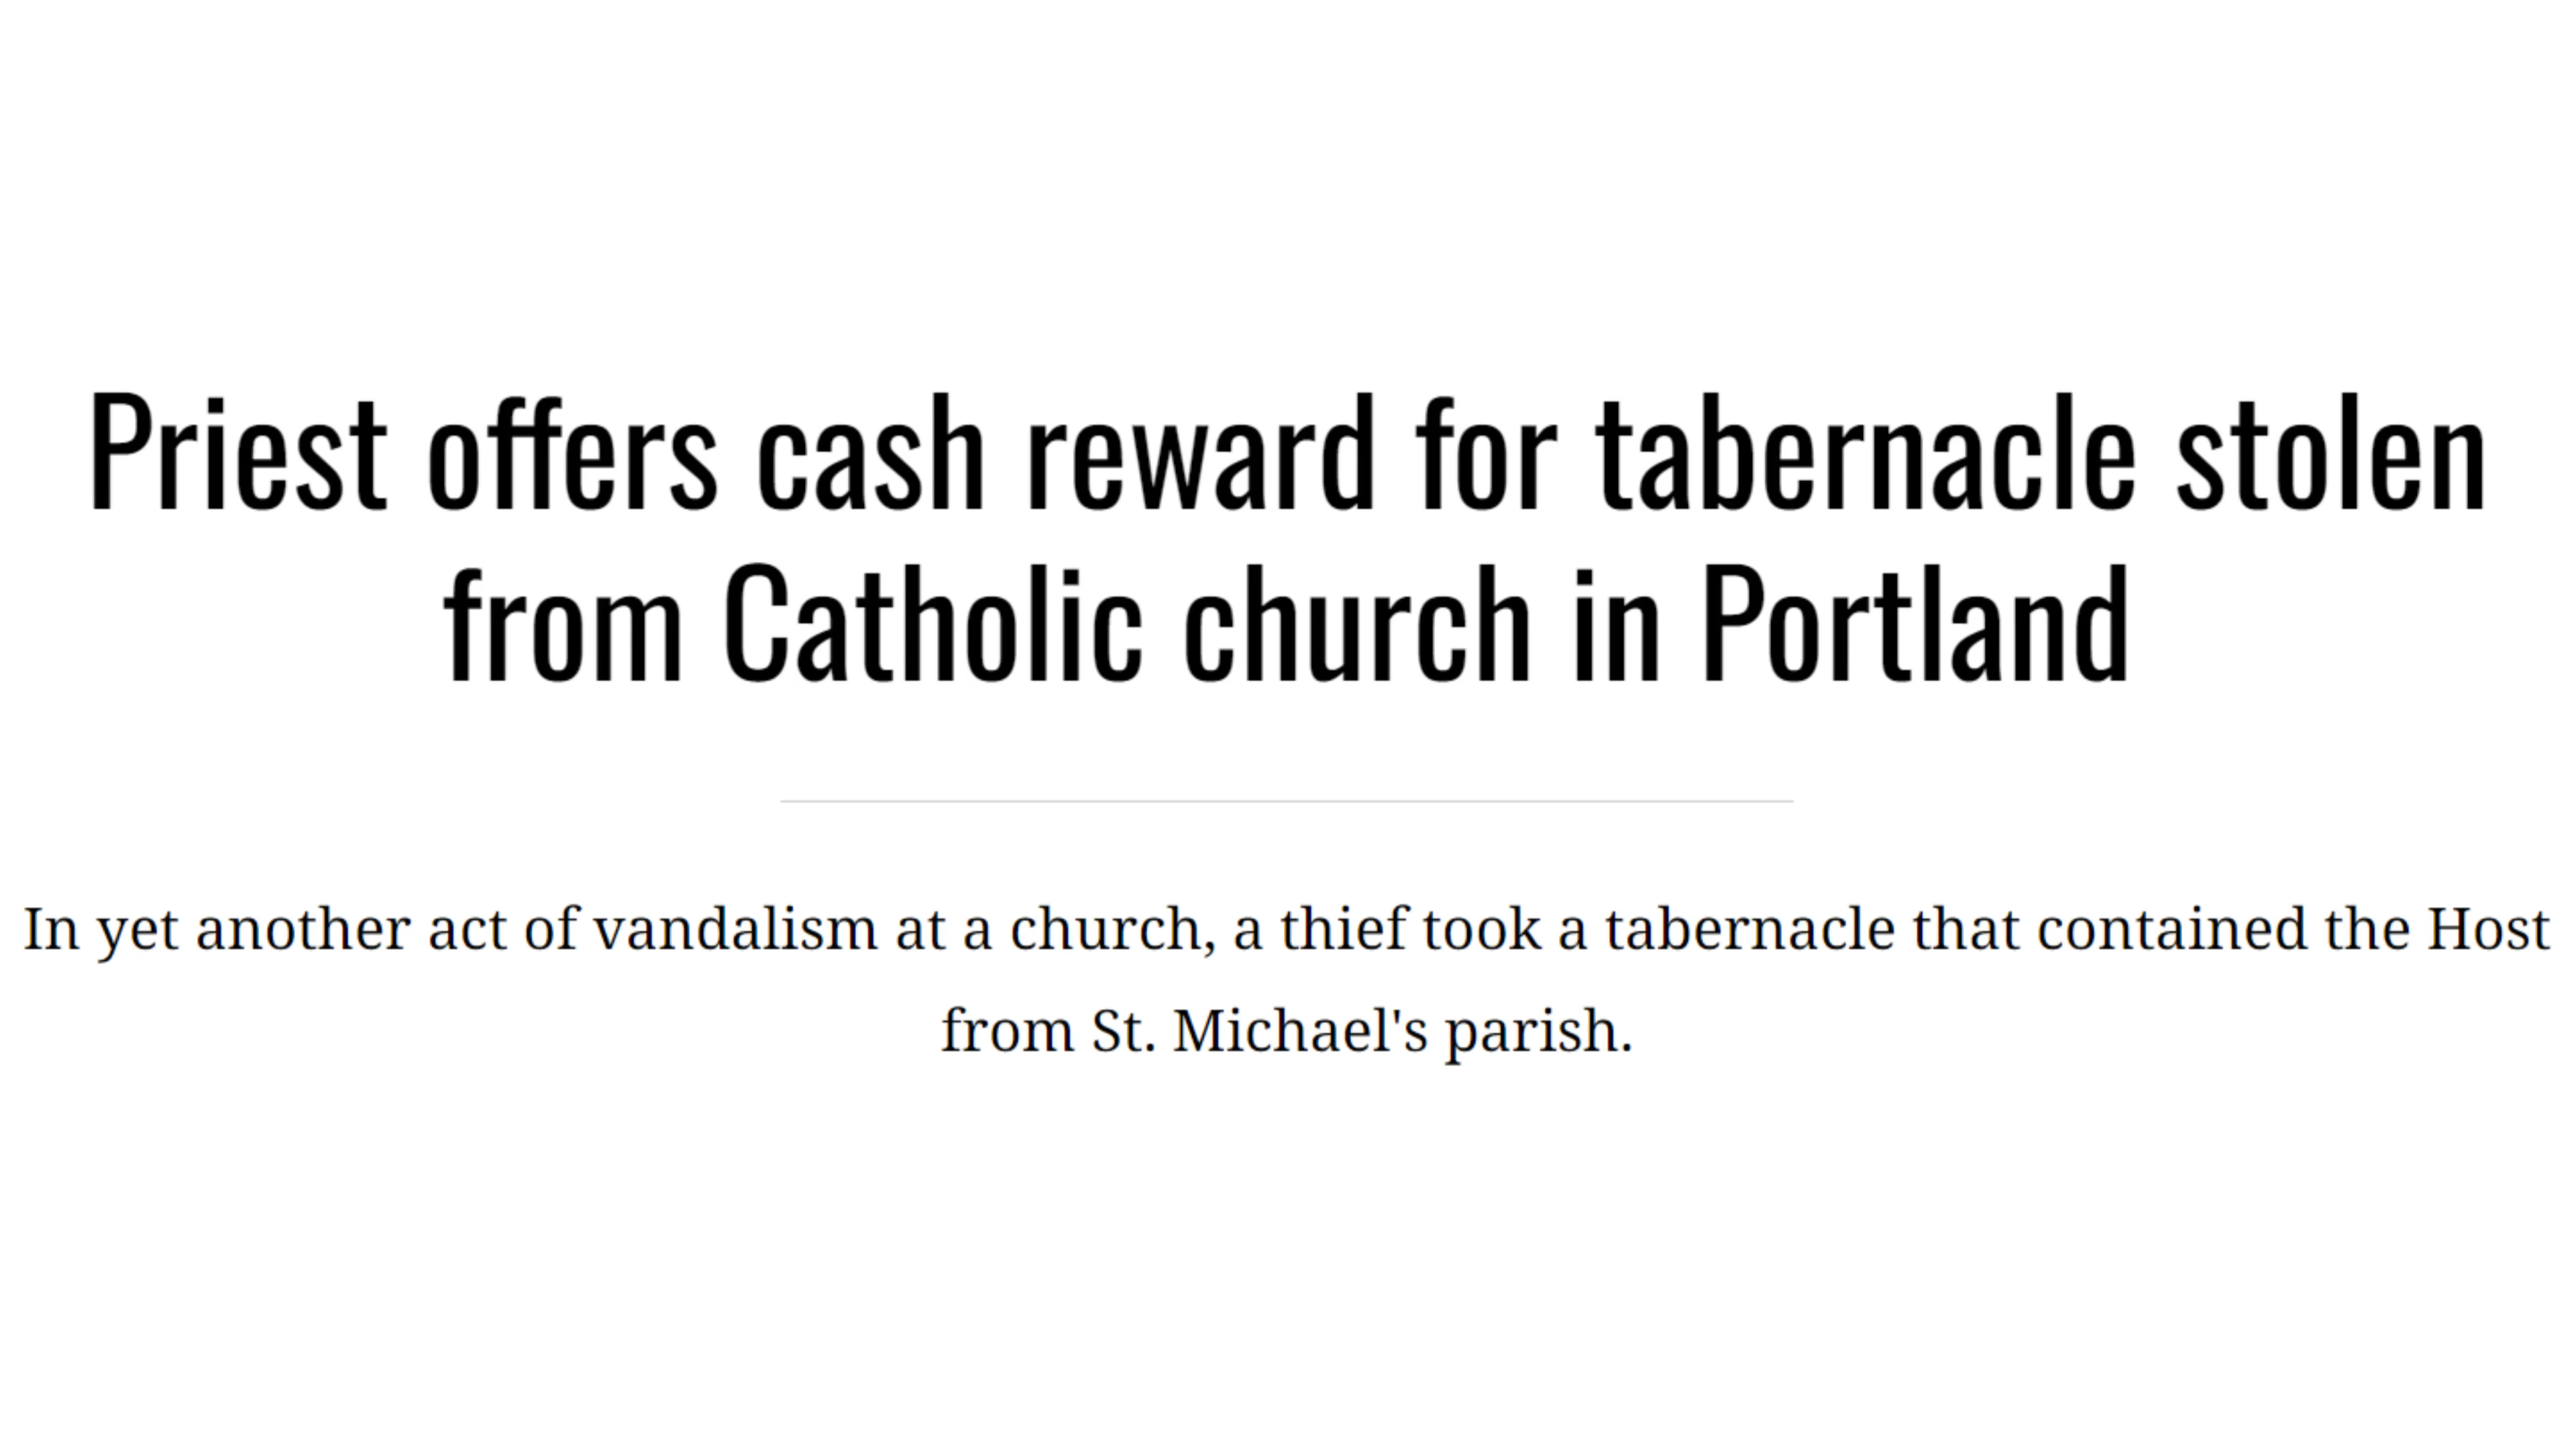 Priest offers cash reward for tabernacle stolen
from Catholic church in Portland
In yet another act of vandalism at a church, a thief took a tabernacle that contained the Host
from St. Michael's parish.